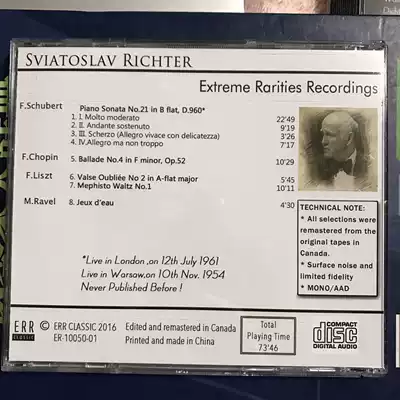 SVIATOSLAV RICHTER
Extreme Rarities Recordings
F.Schubert Piano Sonata No.21 in B flat, D.960*
1. I. Molto moderato 22'49
2. II. Andante sostenuto 9'19
3. III. Scherzo (Allegro vivace con delicatezza) 3'26
4. IV.Allegro ma non troppo 7'17
F.Chopin 5. Ballade No.4 in F minor, Op.52 10'29
F.Liszt 6. Valse Oubliée No 2 in A-flat major 5'45
7. Mephisto Waltz No.1 10'11
M.Ravel 8. Jeux d'eau 4'30
TECHNICAL NOTE:
* All selections were
remastered from the
original tapes in
Canada.
* Surface noise and
limited fidelity
* MONO/AAD
*Live in London ,on 12th July 1961
Live in Worsaw,on 10th Nov. 1954
Never Published Before !
ERR
CLASSIC
© ERR CLASSIC 2016
ER-10050-01
Edited and remastered in Canada
Printed and made in China
Total
Playing Time
73'46
COMPACT
disc
DIGITAL AUDIO